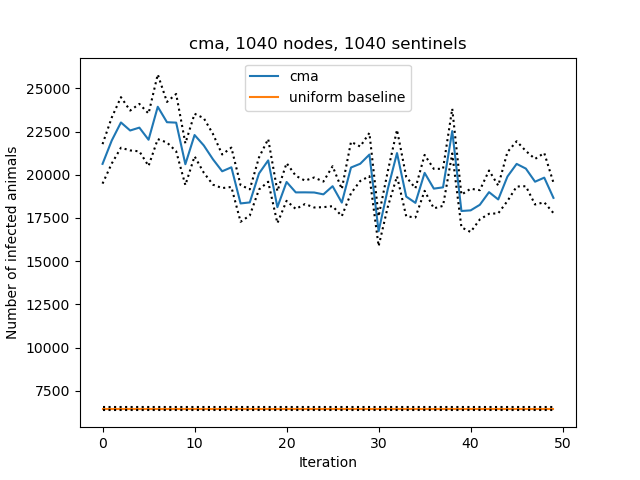 cma, 1040 nodes, 1040 sentinels
cma
uniform baseline
Number of infected animals
25000
22500
20000
17500
15000
12500
10000
7500
0 10 20 30 40 50
Iteration